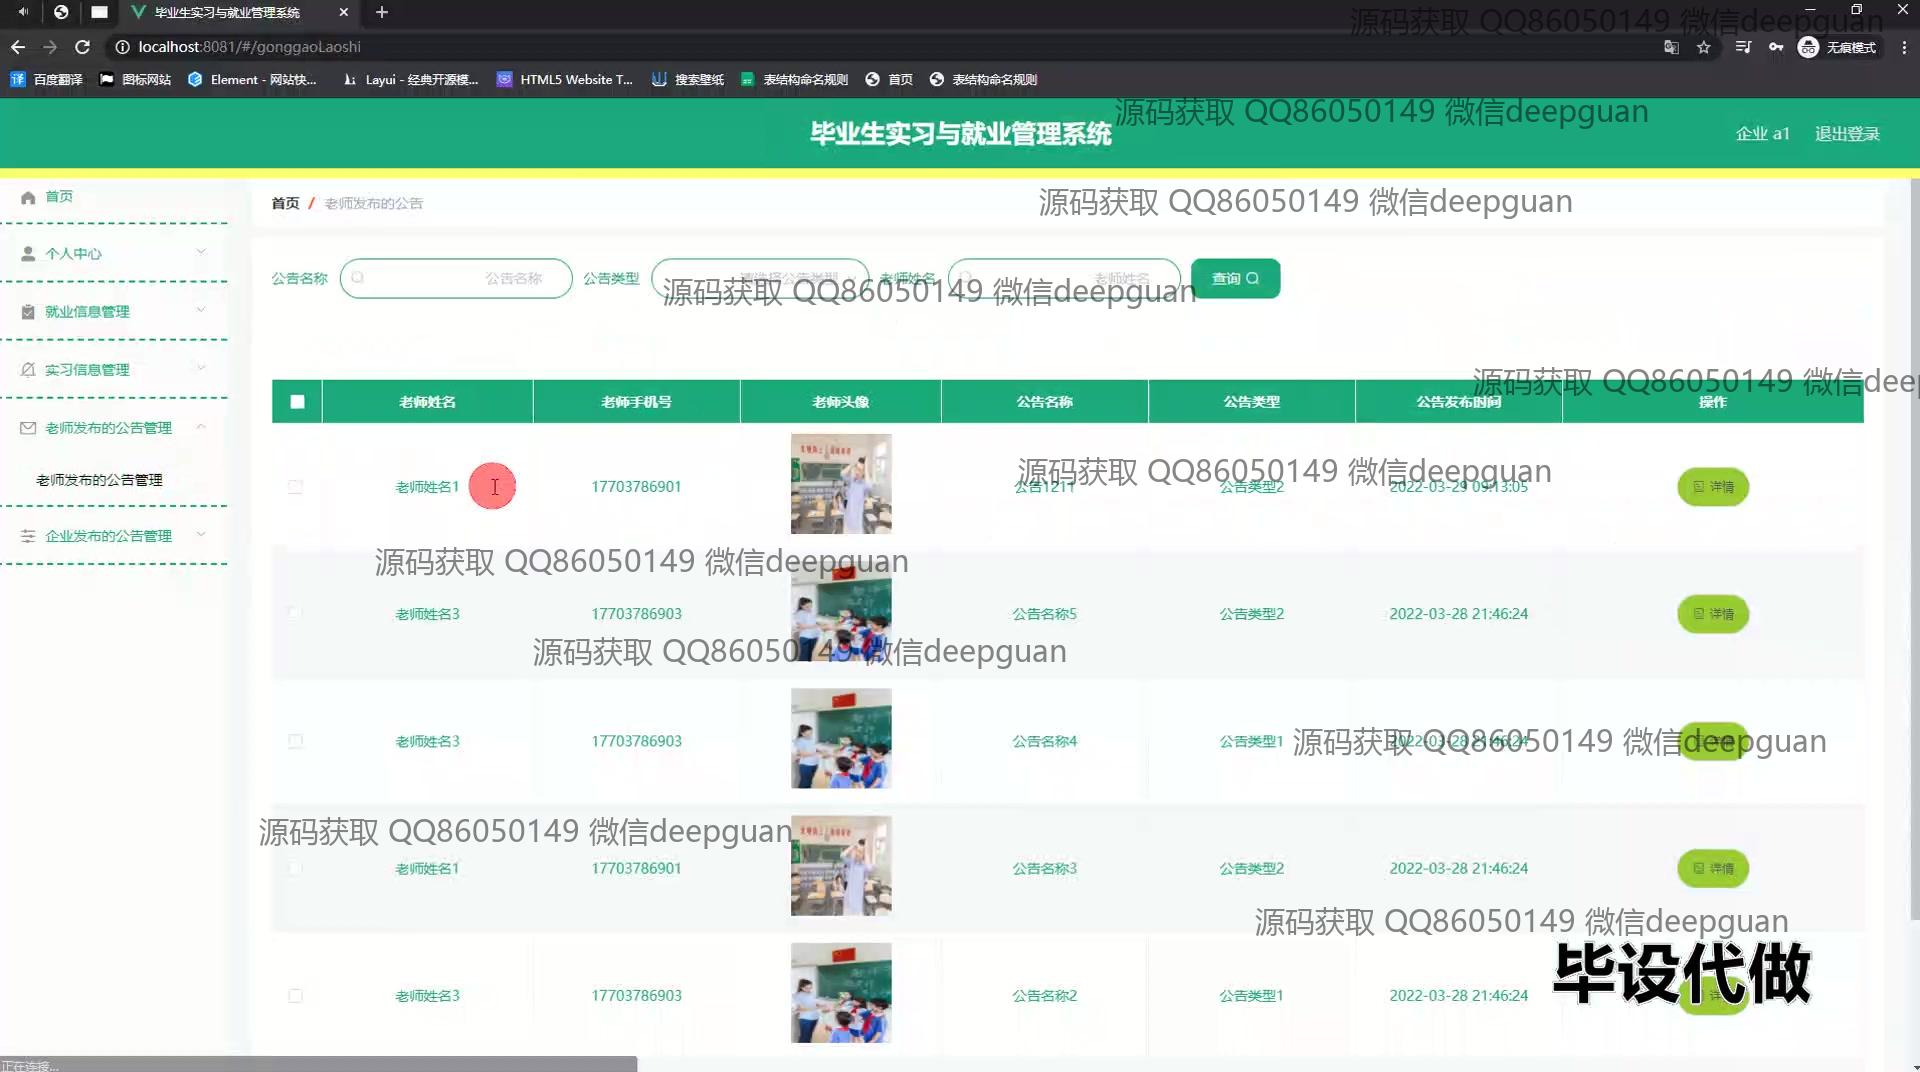 毕业生实习与就业管理系统
源码获取 QQ86050149 微信deepguan
localhost:8081/#/gonggaoLaoshi
无痕模式
百度翻译
图标网站
Element - 网站快...
Layui - 经典开源模...
HTML5 Website T...
搜索壁纸
表结构命名规则
首页
表结构命名规则
源码获取 QQ86050149 微信deepguan
毕业生实习与就业管理系统
企业 a1
退出登录
首页
首页 / 老师发布的公告
源码获取 QQ86050149 微信deepguan
个人中心
公告名称 公告名称 公告类型 请选择公告类型 老师姓名 老师姓名 查询
源码获取 QQ86050149 微信deepguan
就业信息管理
实习信息管理
源码获取 QQ86050149 微信deep
老师姓名 老师手机号 老师头像 公告名称 公告类型 公告发布时间 操作
老师发布的公告管理
老师发布的公告管理
源码获取 QQ86050149 微信deepguan
老师姓名1 17703786901 公告1211 公告类型2 2022-03-29 09:13:05 详情
企业发布的公告管理
源码获取 QQ86050149 微信deepguan
老师姓名3 17703786903 公告名称5 公告类型2 2022-03-28 21:46:24 详情
源码获取 QQ86050149 微信deepguan
老师姓名3 17703786903 公告名称4 公告类型1 2022-03-28 21:46:24
源码获取 QQ86050149 微信deepguan
源码获取 QQ86050149 微信deepguan
老师姓名1 17703786901 公告名称3 公告类型2 2022-03-28 21:46:24 详情
源码获取 QQ86050149 微信deepguan
毕设代做
老师姓名3 17703786903 公告名称2 公告类型1 2022-03-28 21:46:24
正在连接...